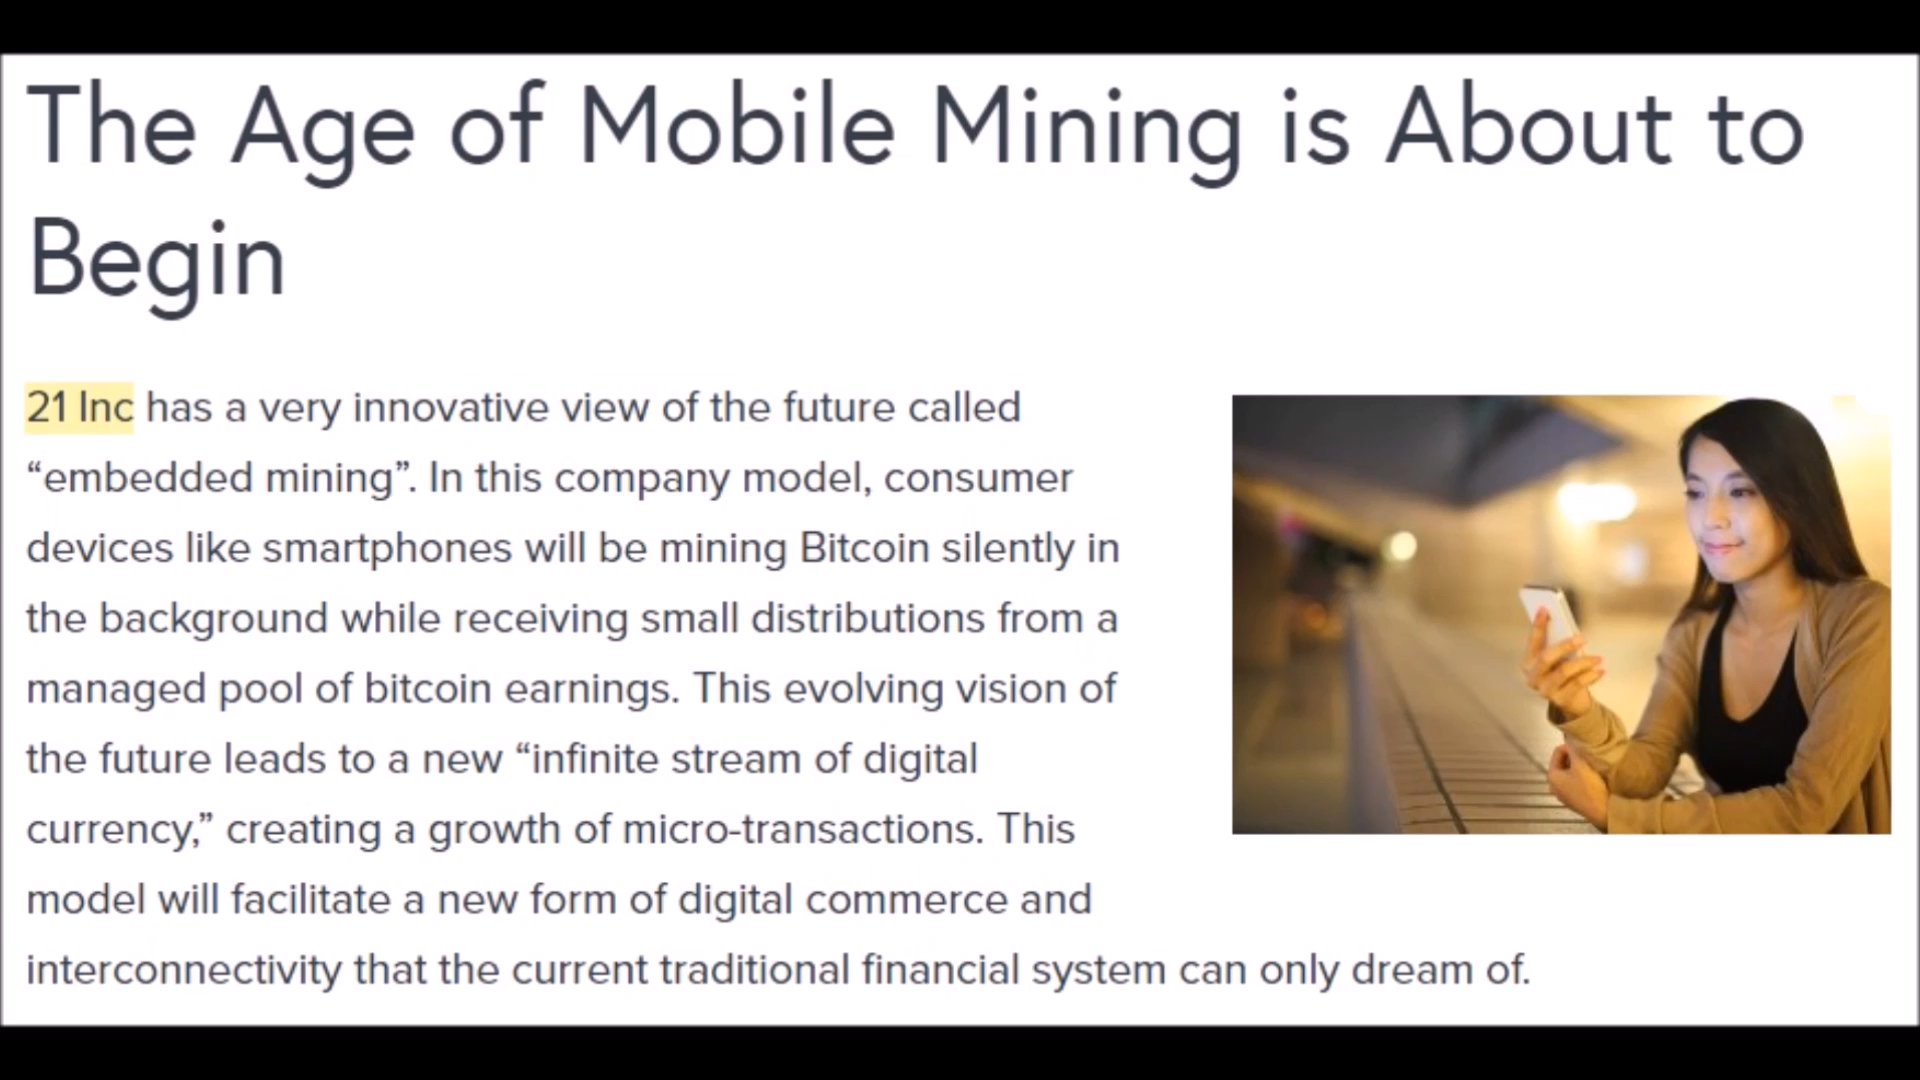 The Age of Mobile Mining is About to
Begin
21 Inc has a very innovative view of the future called
“embedded mining”. In this company model, consumer
devices like smartphones will be mining Bitcoin silently in
the background while receiving small distributions from a
managed pool of bitcoin earnings. This evolving vision of
the future leads to a new “infinite stream of digital
currency,” creating a growth of micro-transactions. This
model will facilitate a new form of digital commerce and
interconnectivity that the current traditional financial system can only dream of.